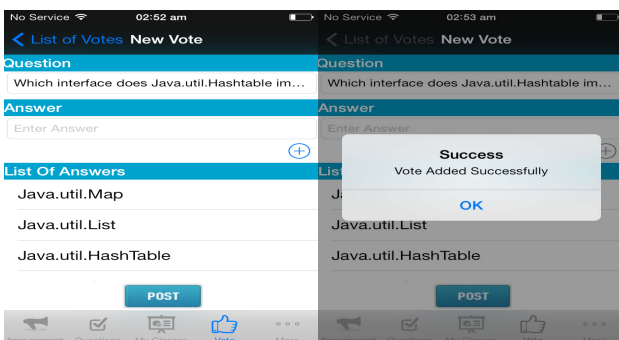 No Service 02:52 am
List of Votes New Vote
Question
Which interface does Java.util.Hashtable im...
Answer
Enter Answer
List Of Answers
Java.util.Map
Java.util.List
Java.util.HashTable
POST
Vote
No Service 02:53 am
List of Votes New Vote
Question
Which interface does Java.util.Hashtable im...
Answer
Enter Answer
Success
Vote Added Successfully
OK
List
Java.util.List
Java.util.HashTable
POST